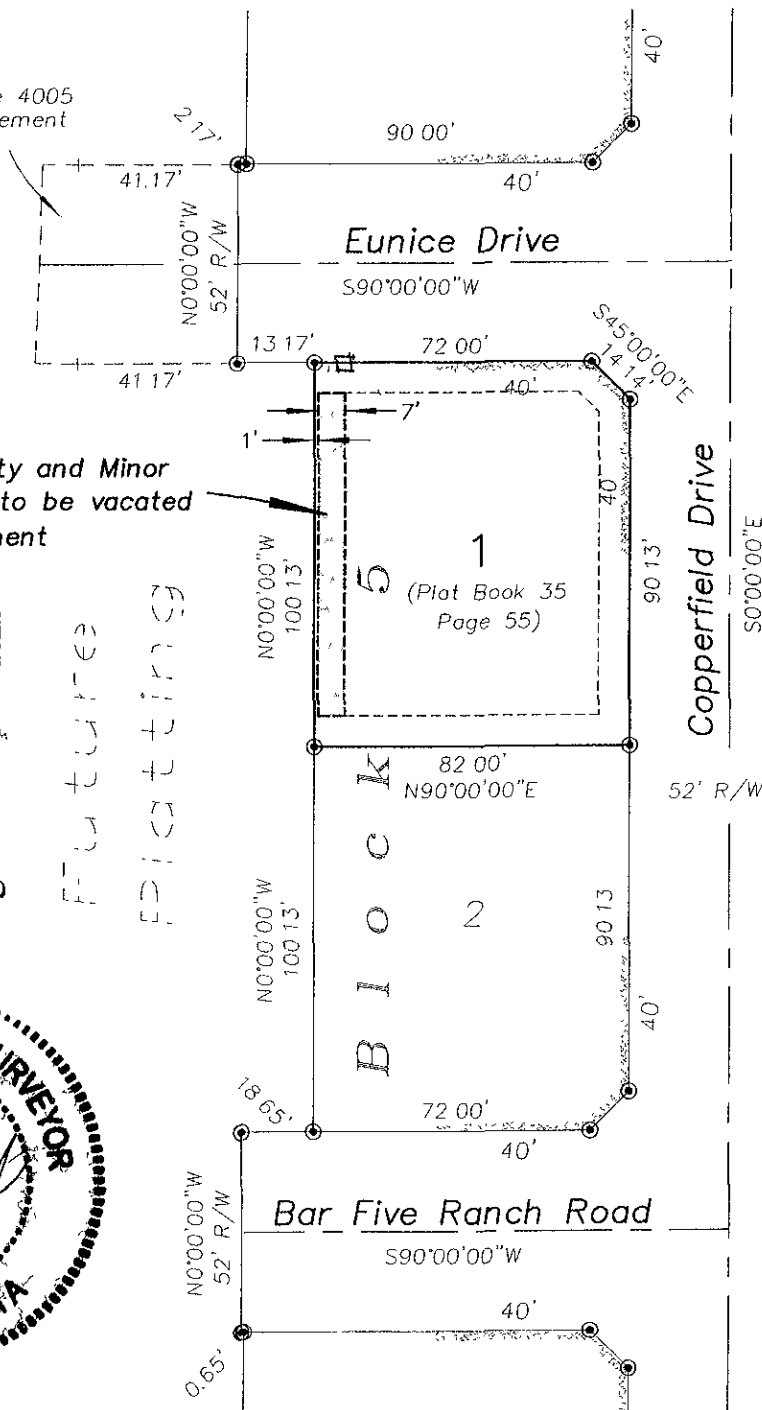 40'
4005
ement
2 17'
90 00'
41.17'
40'
N0°00'00"W
52' R/W
Eunice Drive
S90°00'00"W
13 17'
72 00'
S45°00'00"E
14 14'
41 17'
40'
7'
1'
ty and Minor
to be vacated
ment
N0°00'00"W
100 13'
1
(Plat Book 35
Page 55)
40'
90 13'
Copperfield Drive
S0°00'00"E
Future
Platting
82 00'
N90°00'00"E
52' R/W
Block 5
N0°00'00"W
100 13'
2
90 13
40'
18 65'
72 00'
40'
SURVEYOR
N0°00'00"W
52' R/W
Bar Five Ranch Road
S90°00'00"W
40'
0.65'